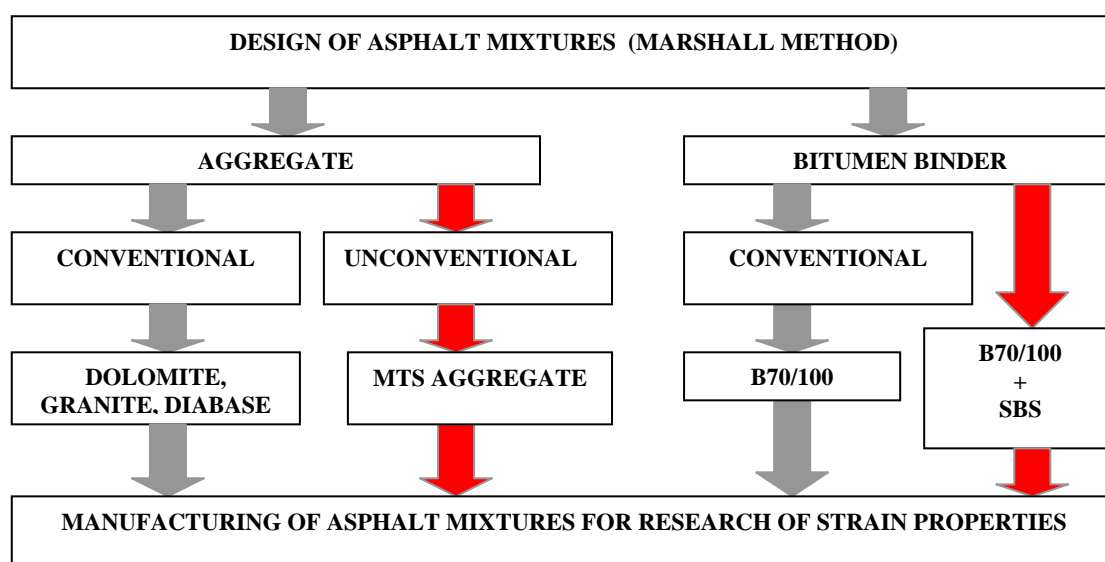 DESIGN OF ASPHALT MIXTURES (MARSHALL METHOD)
AGGREGATE
BITUMEN BINDER
CONVENTIONAL
UNCONVENTIONAL
CONVENTIONAL
DOLOMITE,
GRANITE, DIABASE
MTS AGGREGATE
B70/100
B70/100
+
SBS
MANUFACTURING OF ASPHALT MIXTURES FOR RESEARCH OF STRAIN PROPERTIES